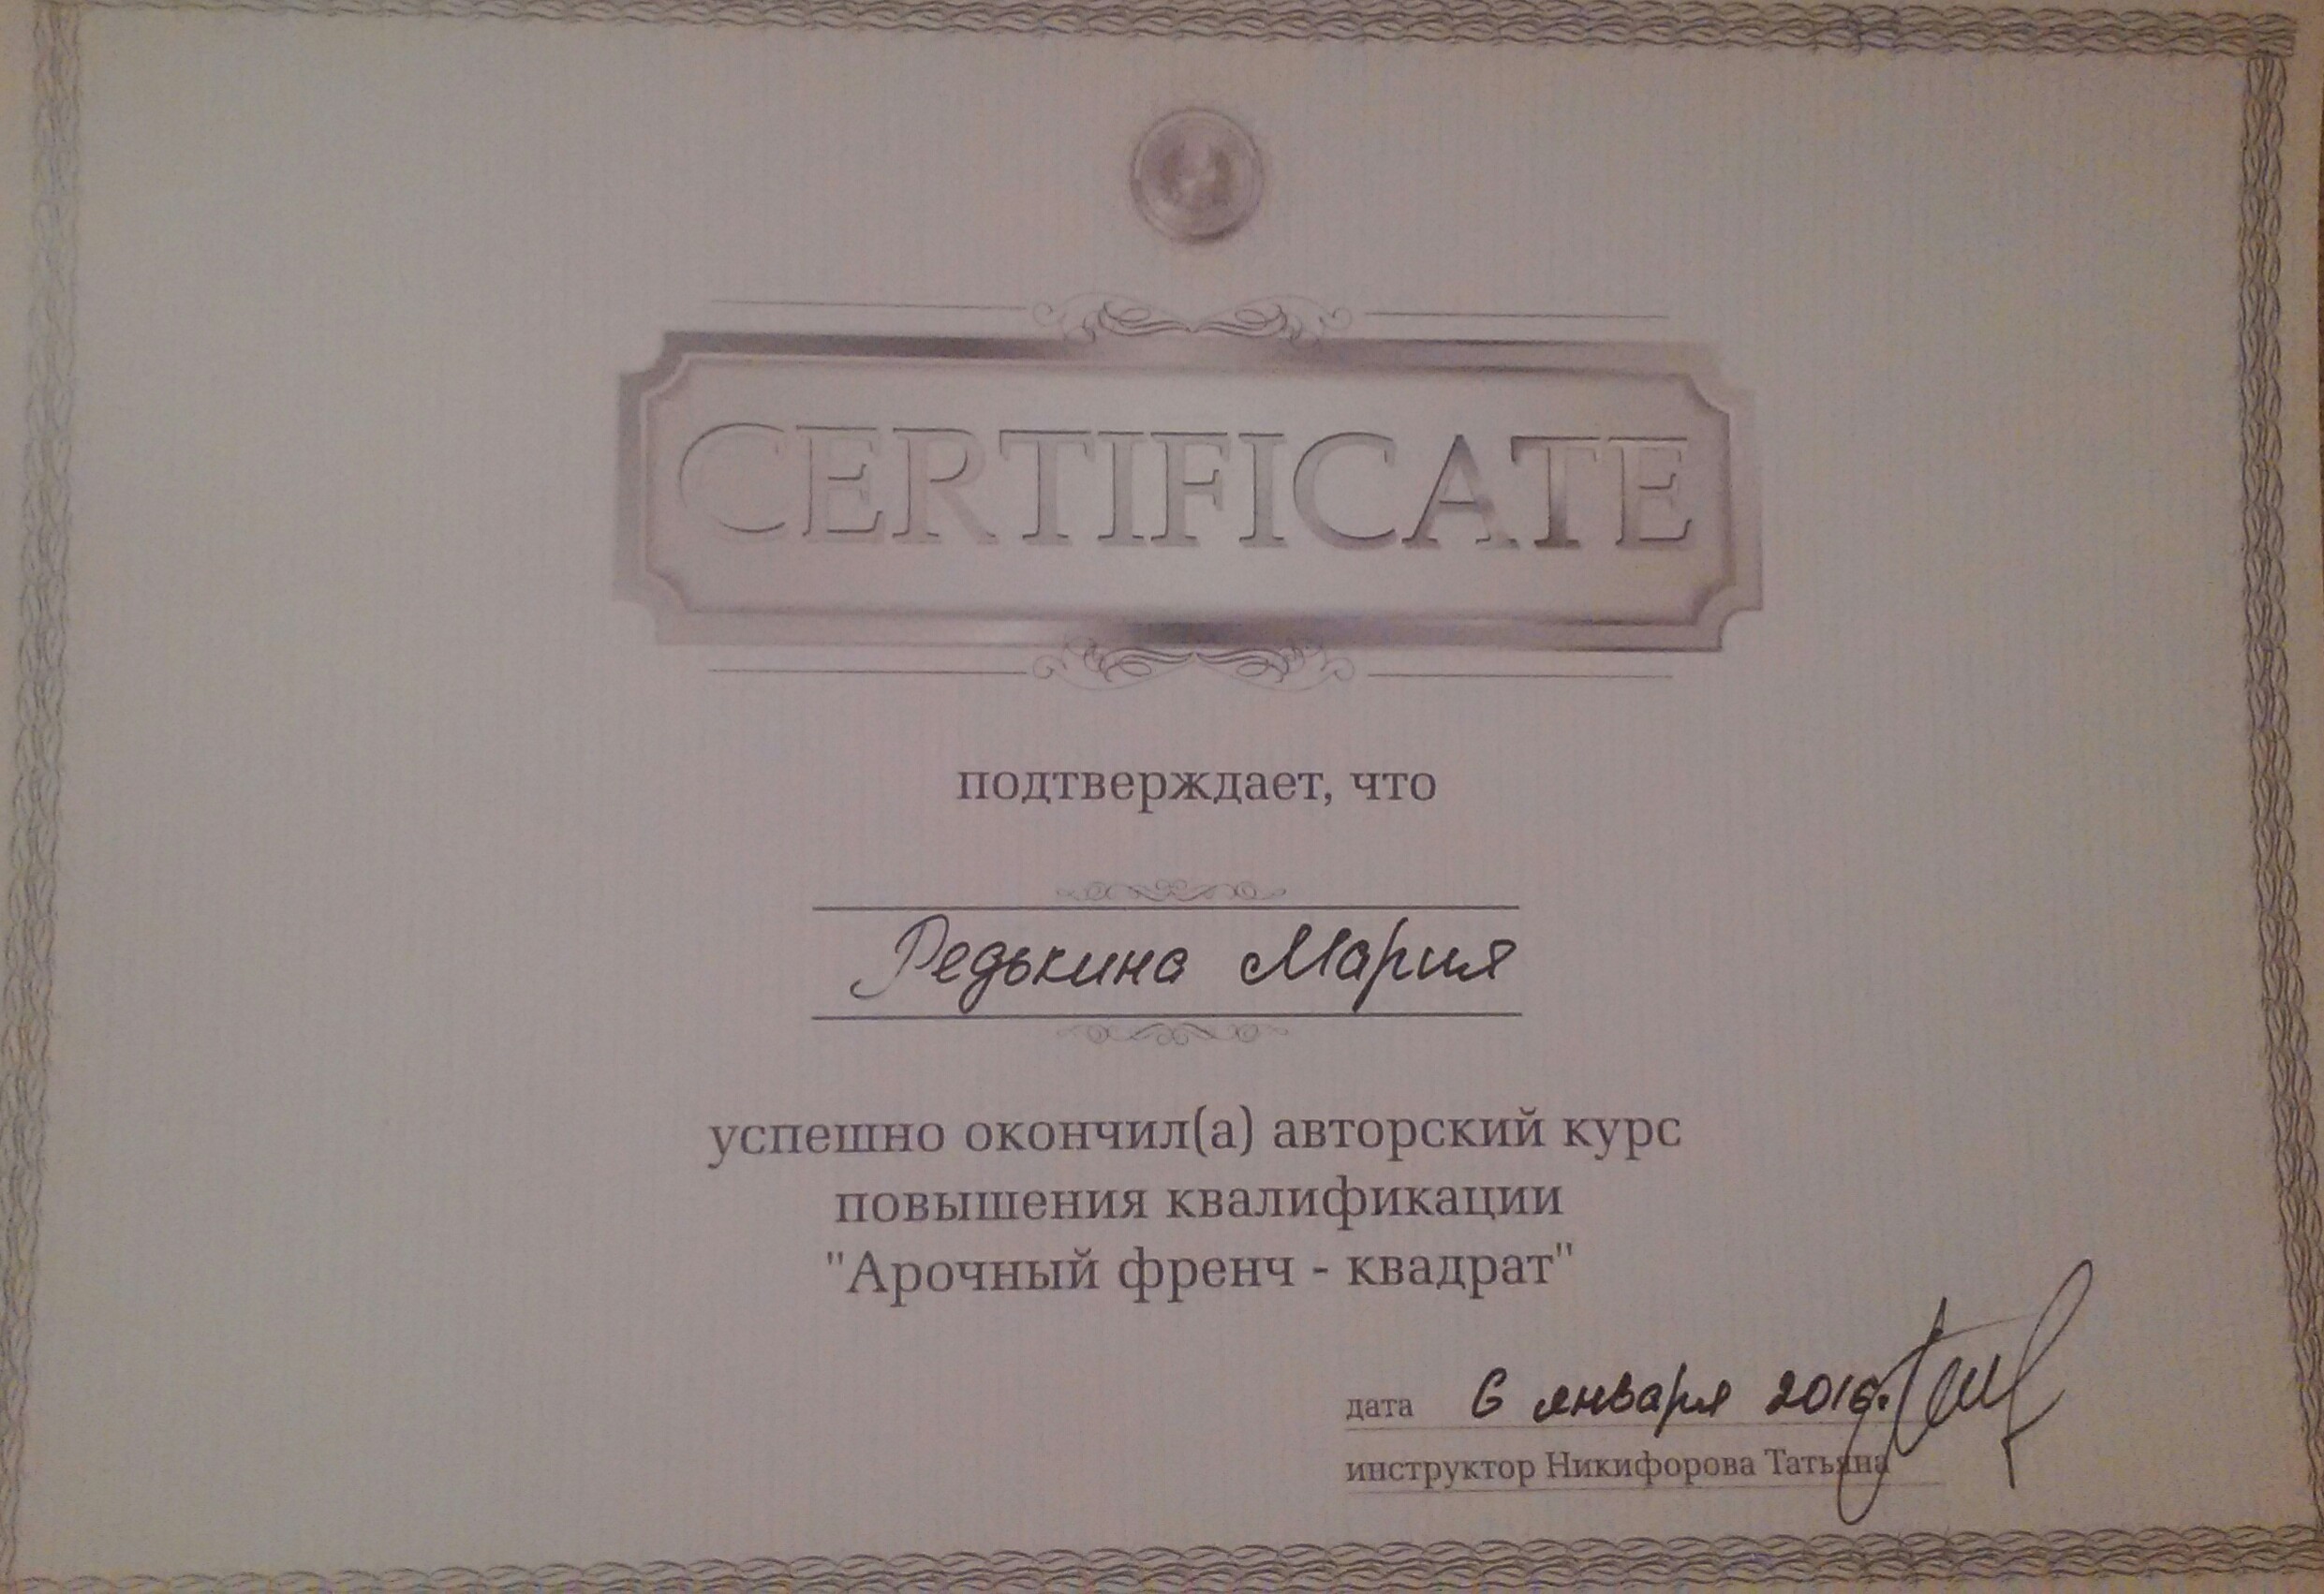 CERTIFICATE
подтверждает, что
Редькина Мария
успешно окончил(а) авторский курс
повышения квалификации
"Арочный френч - квадрат"
дата 6 января 2016г.
инструктор Никифорова Татьяна